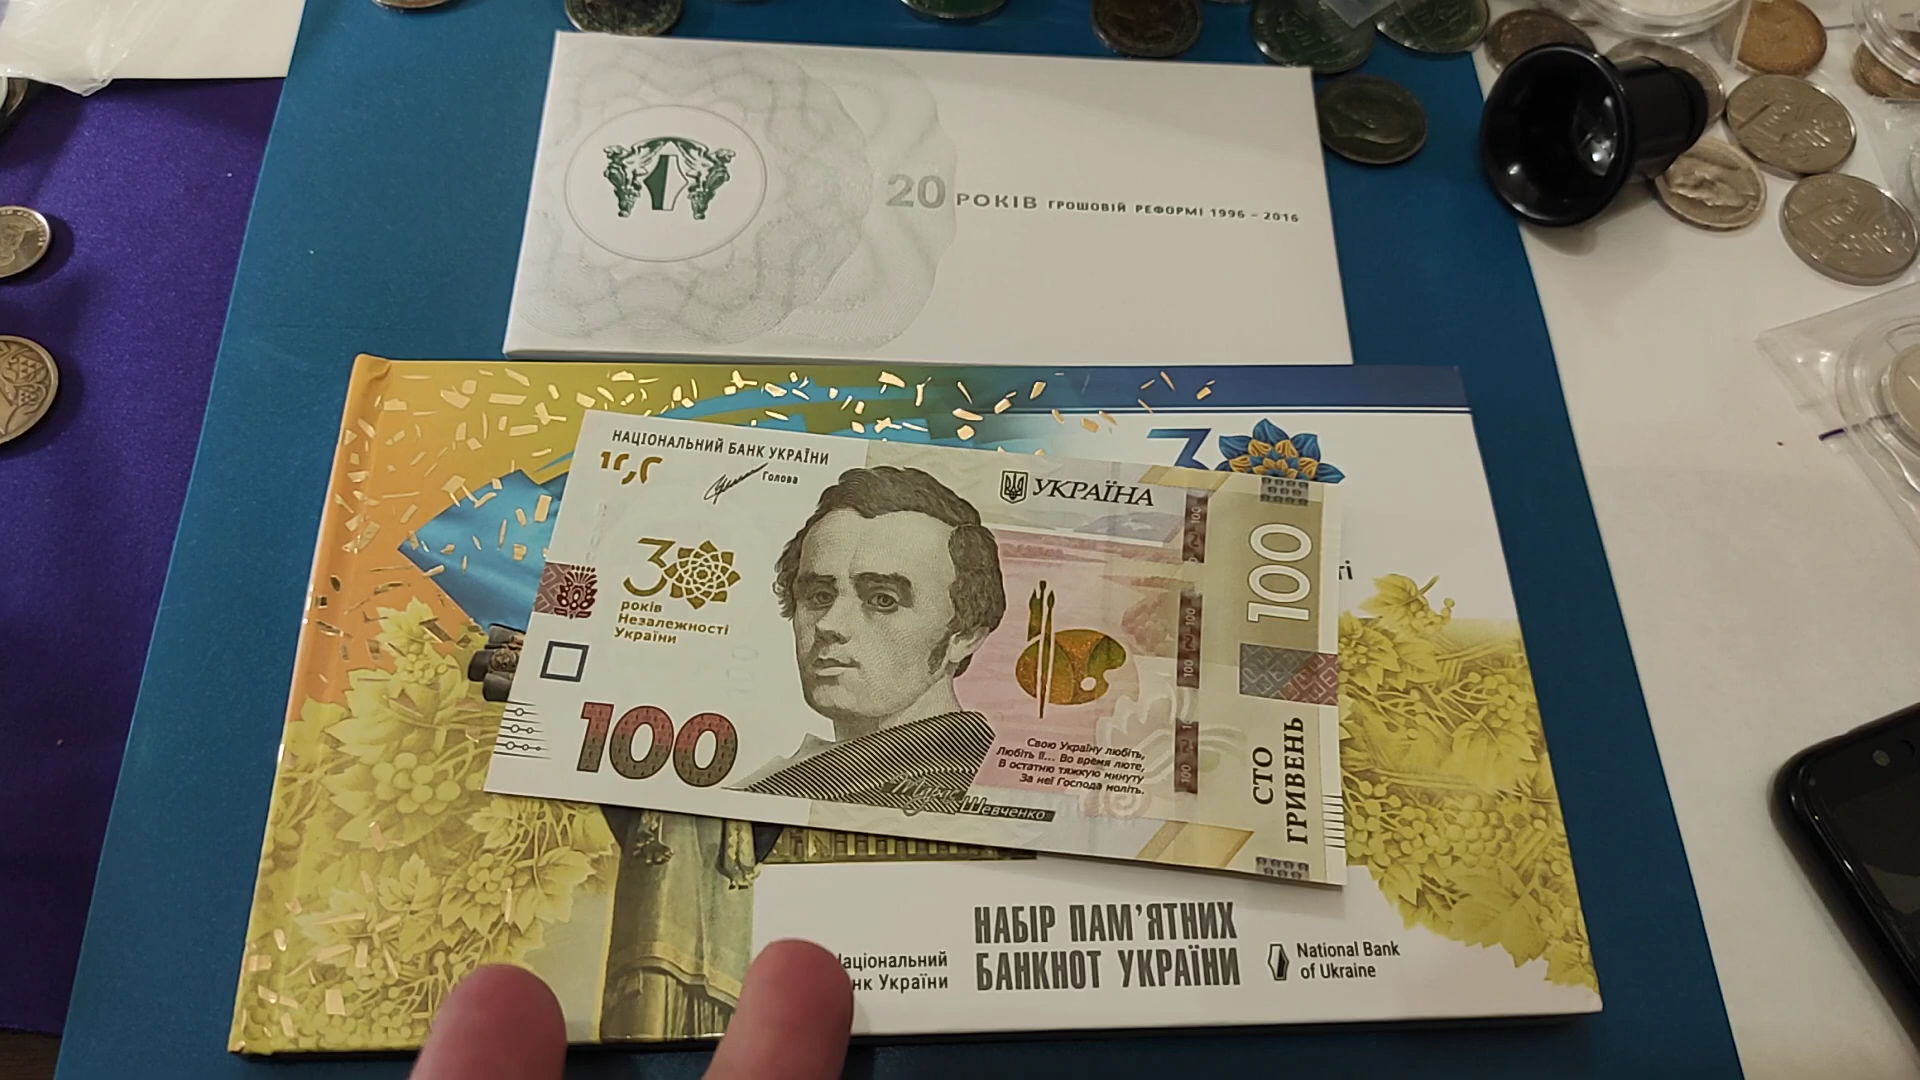 20 РОКІВ ГРОШОВІЙ РЕФОРМІ 1996 - 2016
НАЦІОНАЛЬНИЙ БАНК УКРАЇНИ
Голова
УКРАЇНА
30
років
Незалежності
України
100
100
СТО
ГРИВЕНЬ
Свою Україну любіть,
Любіть її... Во время люте,
В остатню тяжкую минуту
За неї Господа моліть.
Шевченко
НАБІР ПАМ'ЯТНИХ
БАНКНОТ УКРАЇНИ
Національний
нк України
National Bank
of Ukraine